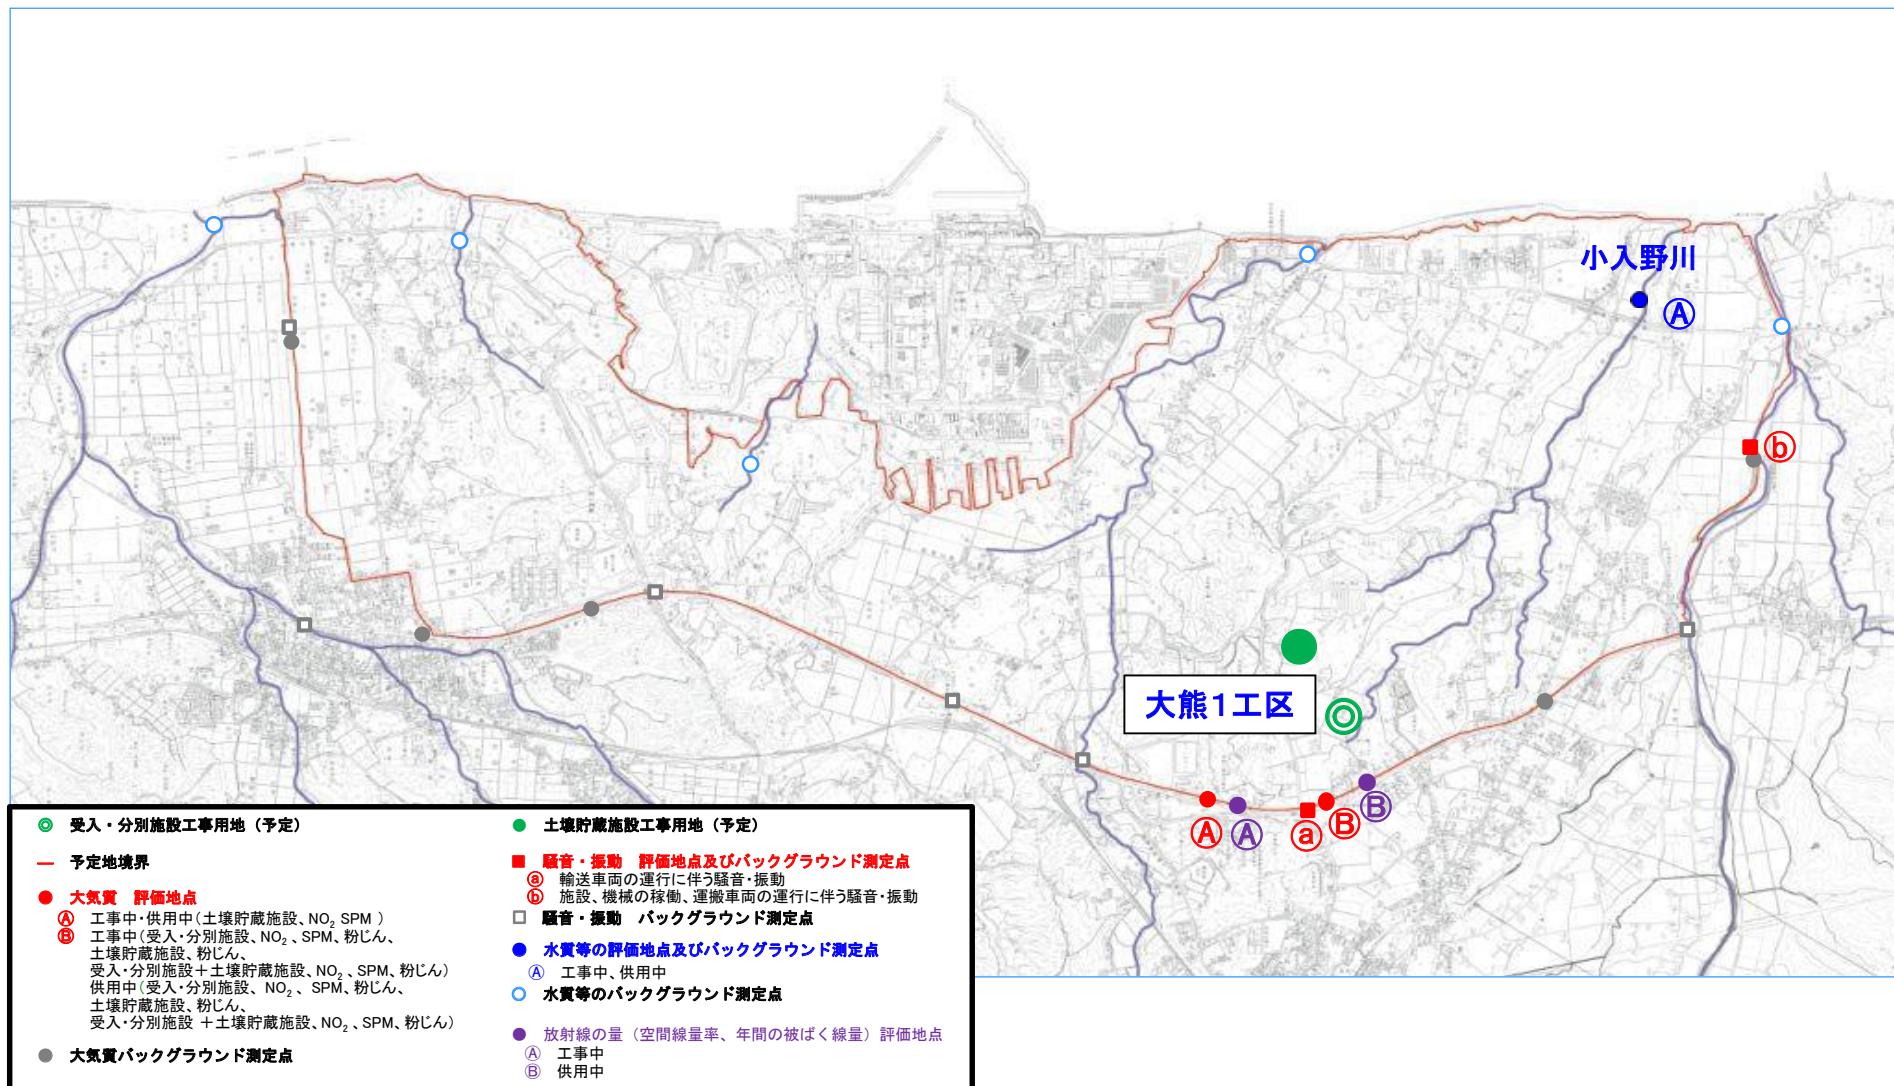 小入野川
Ⓐ
ⓑ
大熊1工区
Ⓐ
Ⓐ
ⓐ
Ⓑ
Ⓑ
受入・分別施設工事用地（予定）
予定地境界
大気質　評価地点
Ⓐ 工事中・供用中（土壌貯蔵施設、NO₂ SPM ）
Ⓑ 工事中（受入・分別施設、NO₂ 、SPM、粉じん、
土壌貯蔵施設、粉じん、
受入・分別施設＋土壌貯蔵施設、NO₂ 、SPM、粉じん）
供用中（受入・分別施設、 NO₂ 、 SPM、粉じん、
土壌貯蔵施設、粉じん、
受入・分別施設 ＋土壌貯蔵施設、NO₂ 、SPM、粉じん）
大気質バックグラウンド測定点
土壌貯蔵施設工事用地（予定）
騒音・振動　評価地点及びバックグラウンド測定点
ⓐ 輸送車両の運行に伴う騒音・振動
ⓑ 施設、機械の稼働、運搬車両の運行に伴う騒音・振動
騒音・振動　バックグラウンド測定点
水質等の評価地点及びバックグラウンド測定点
Ⓐ 工事中、供用中
水質等のバックグラウンド測定点
放射線の量（空間線量率、年間の被ばく線量）評価地点
Ⓐ 工事中
Ⓑ 供用中